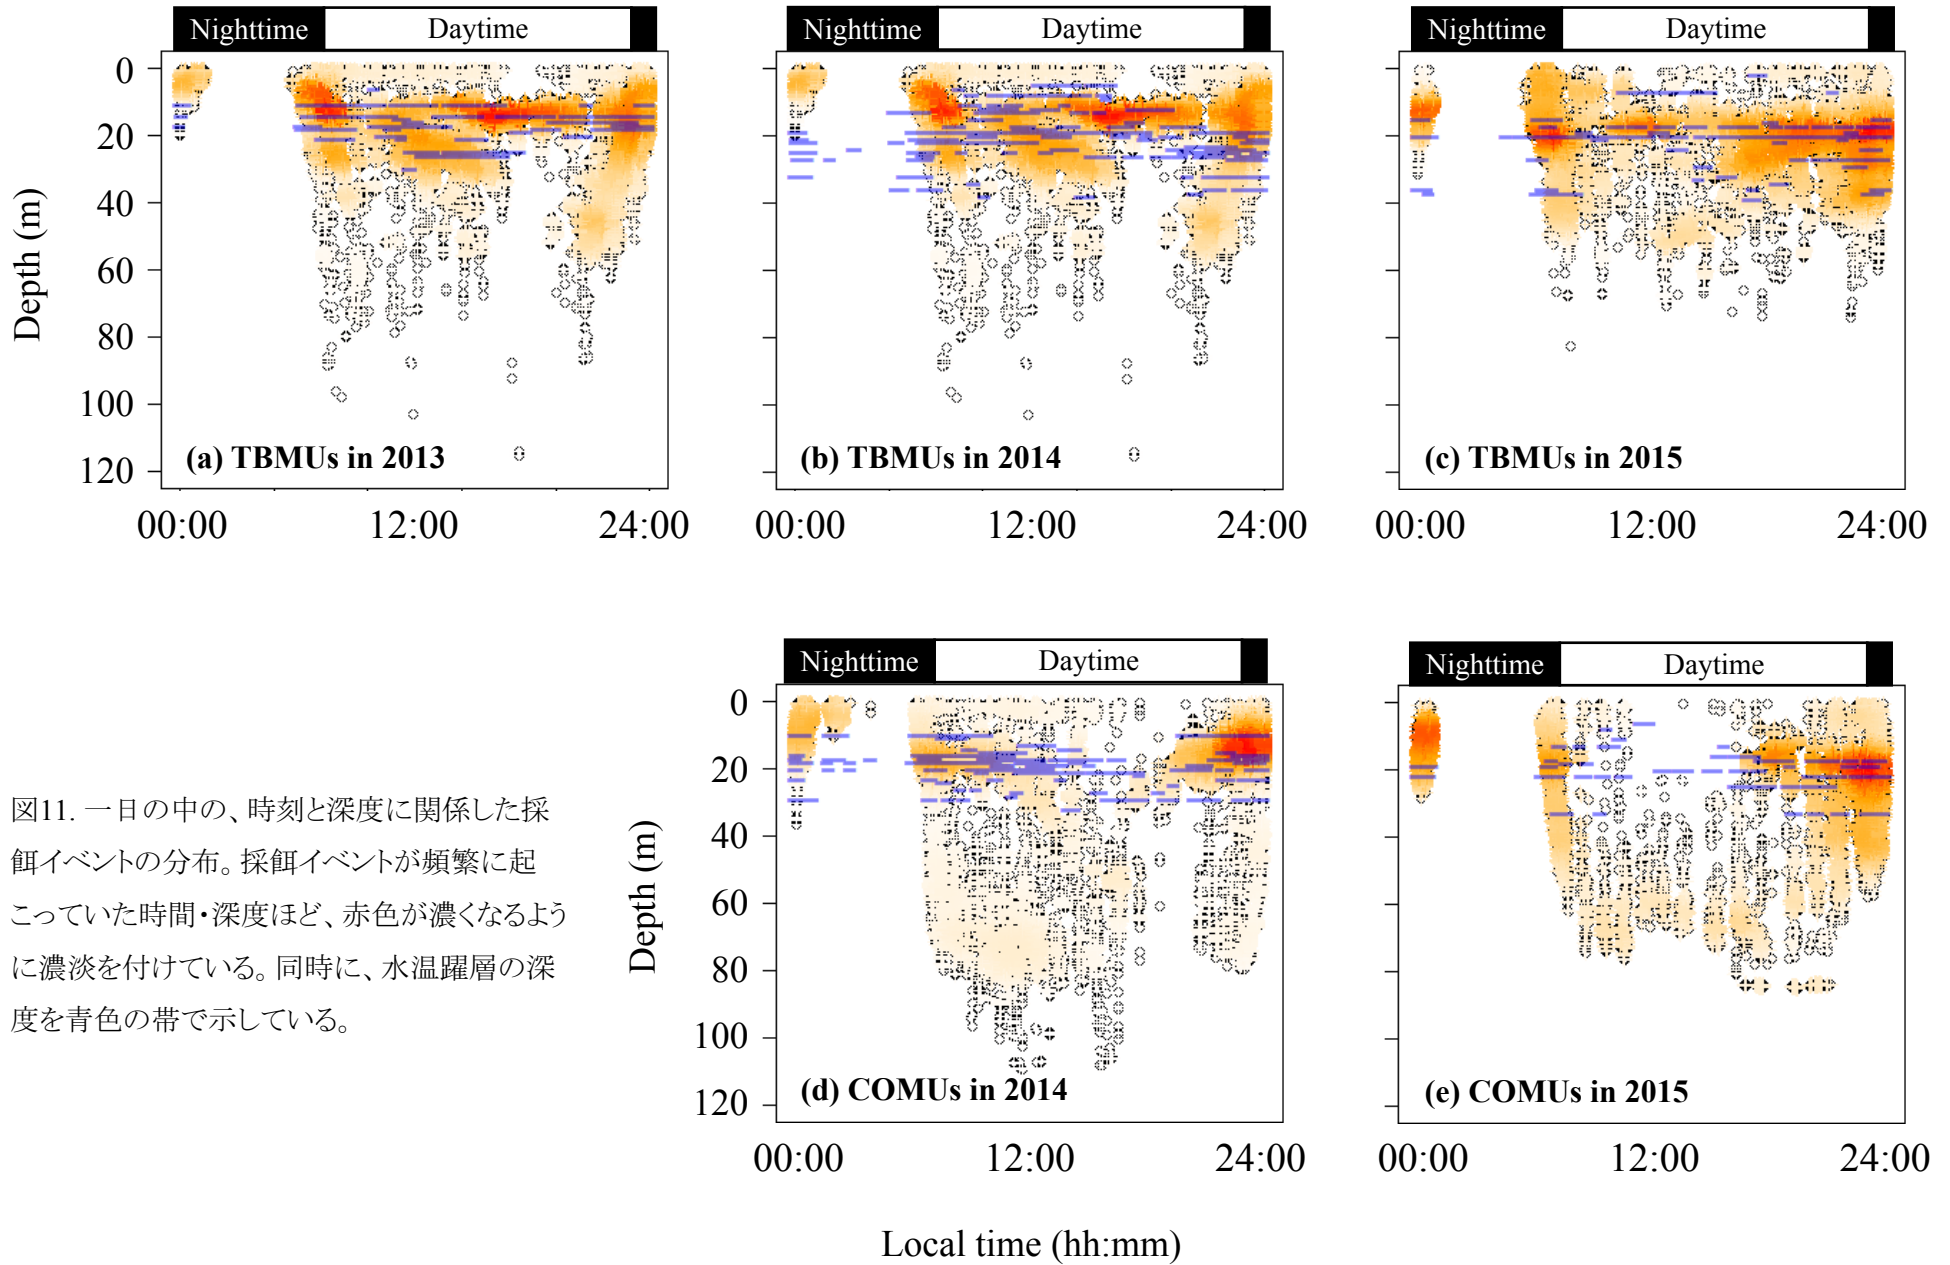 Nighttime Daytime
Nighttime Daytime
Nighttime Daytime
0
20
40
60
80
100
120
Depth (m)
(a) TBMUs in 2013
(b) TBMUs in 2014
(c) TBMUs in 2015
00:00 12:00 24:00
00:00 12:00 24:00
00:00 12:00 24:00
Nighttime Daytime
Nighttime Daytime
図11. 一日の中の、時刻と深度に関係した採
餌イベントの分布。採餌イベントが頻繁に起
こっていた時間・深度ほど、赤色が濃くなるよう
に濃淡を付けている。同時に、水温躍層の深
度を青色の帯で示している。
0
20
40
60
80
100
120
Depth (m)
(d) COMUs in 2014
(e) COMUs in 2015
00:00 12:00 24:00
00:00 12:00 24:00
Local time (hh:mm)